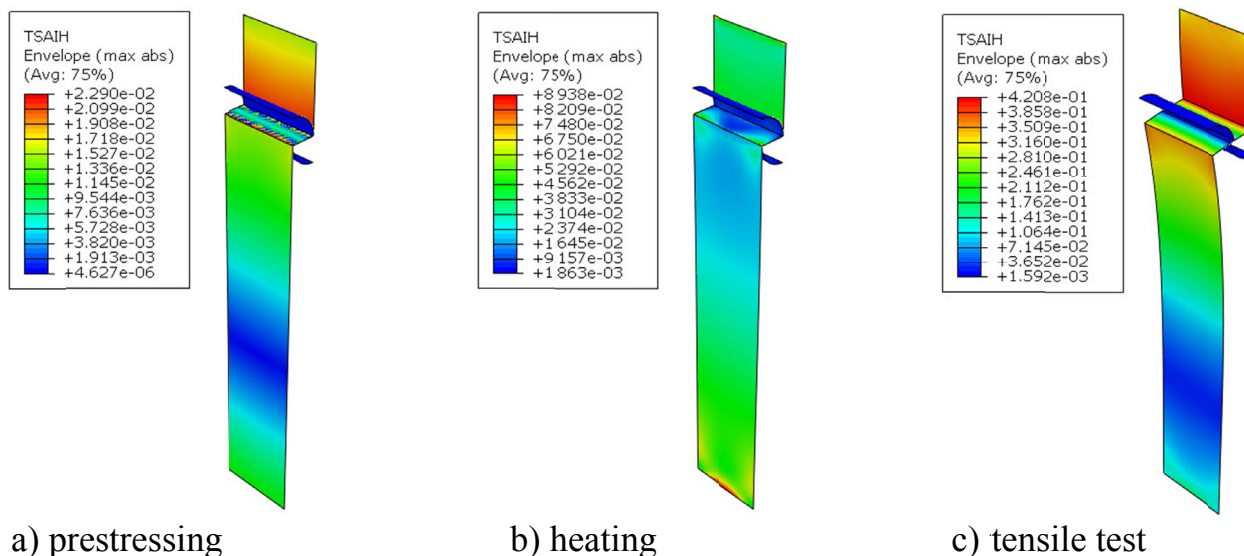 TSAIH
Envelope (max abs)
(Avg: 75%)
+2.290e-02
+2.099e-02
+1.908e-02
+1.718e-02
+1.527e-02
+1.336e-02
+1.145e-02
+9.544e-03
+7.636e-03
+5.728e-03
+3.820e-03
+1.913e-03
+4.627e-06
TSAIH
Envelope (max abs)
(Avg: 75%)
+8.938e-02
+8.209e-02
+7.480e-02
+6.750e-02
+6.021e-02
+5.292e-02
+4.562e-02
+3.833e-02
+3.104e-02
+2.374e-02
+1.645e-02
+9.157e-03
+1.863e-03
TSAIH
Envelope (max abs)
(Avg: 75%)
+4.208e-01
+3.858e-01
+3.509e-01
+3.160e-01
+2.810e-01
+2.461e-01
+2.112e-01
+1.762e-01
+1.413e-01
+1.064e-01
+7.145e-02
+3.652e-02
+1.592e-03
a) prestressing
b) heating
c) tensile test